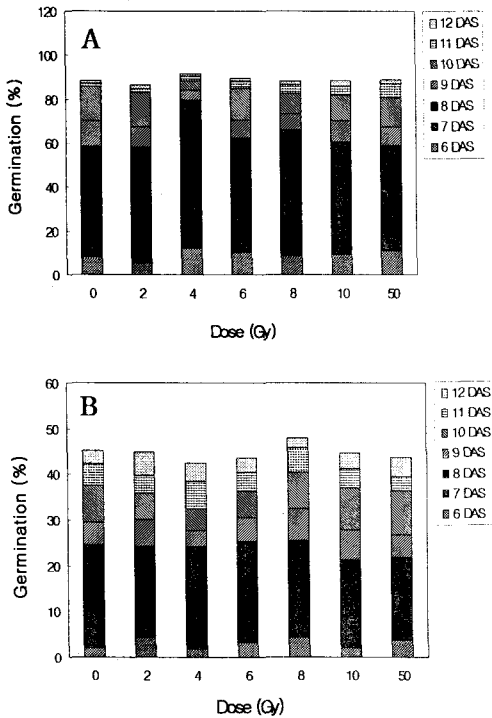 A
Germination (%)
120
100
80
60
40
20
0
0 2 4 6 8 10 50
Dose (Gy)
12 DAS
11 DAS
10 DAS
9 DAS
8 DAS
7 DAS
6 DAS
B
Germination (%)
60
50
40
30
20
10
0
0 2 4 6 8 10 50
Dose (Gy)
12 DAS
11 DAS
10 DAS
9 DAS
8 DAS
7 DAS
6 DAS